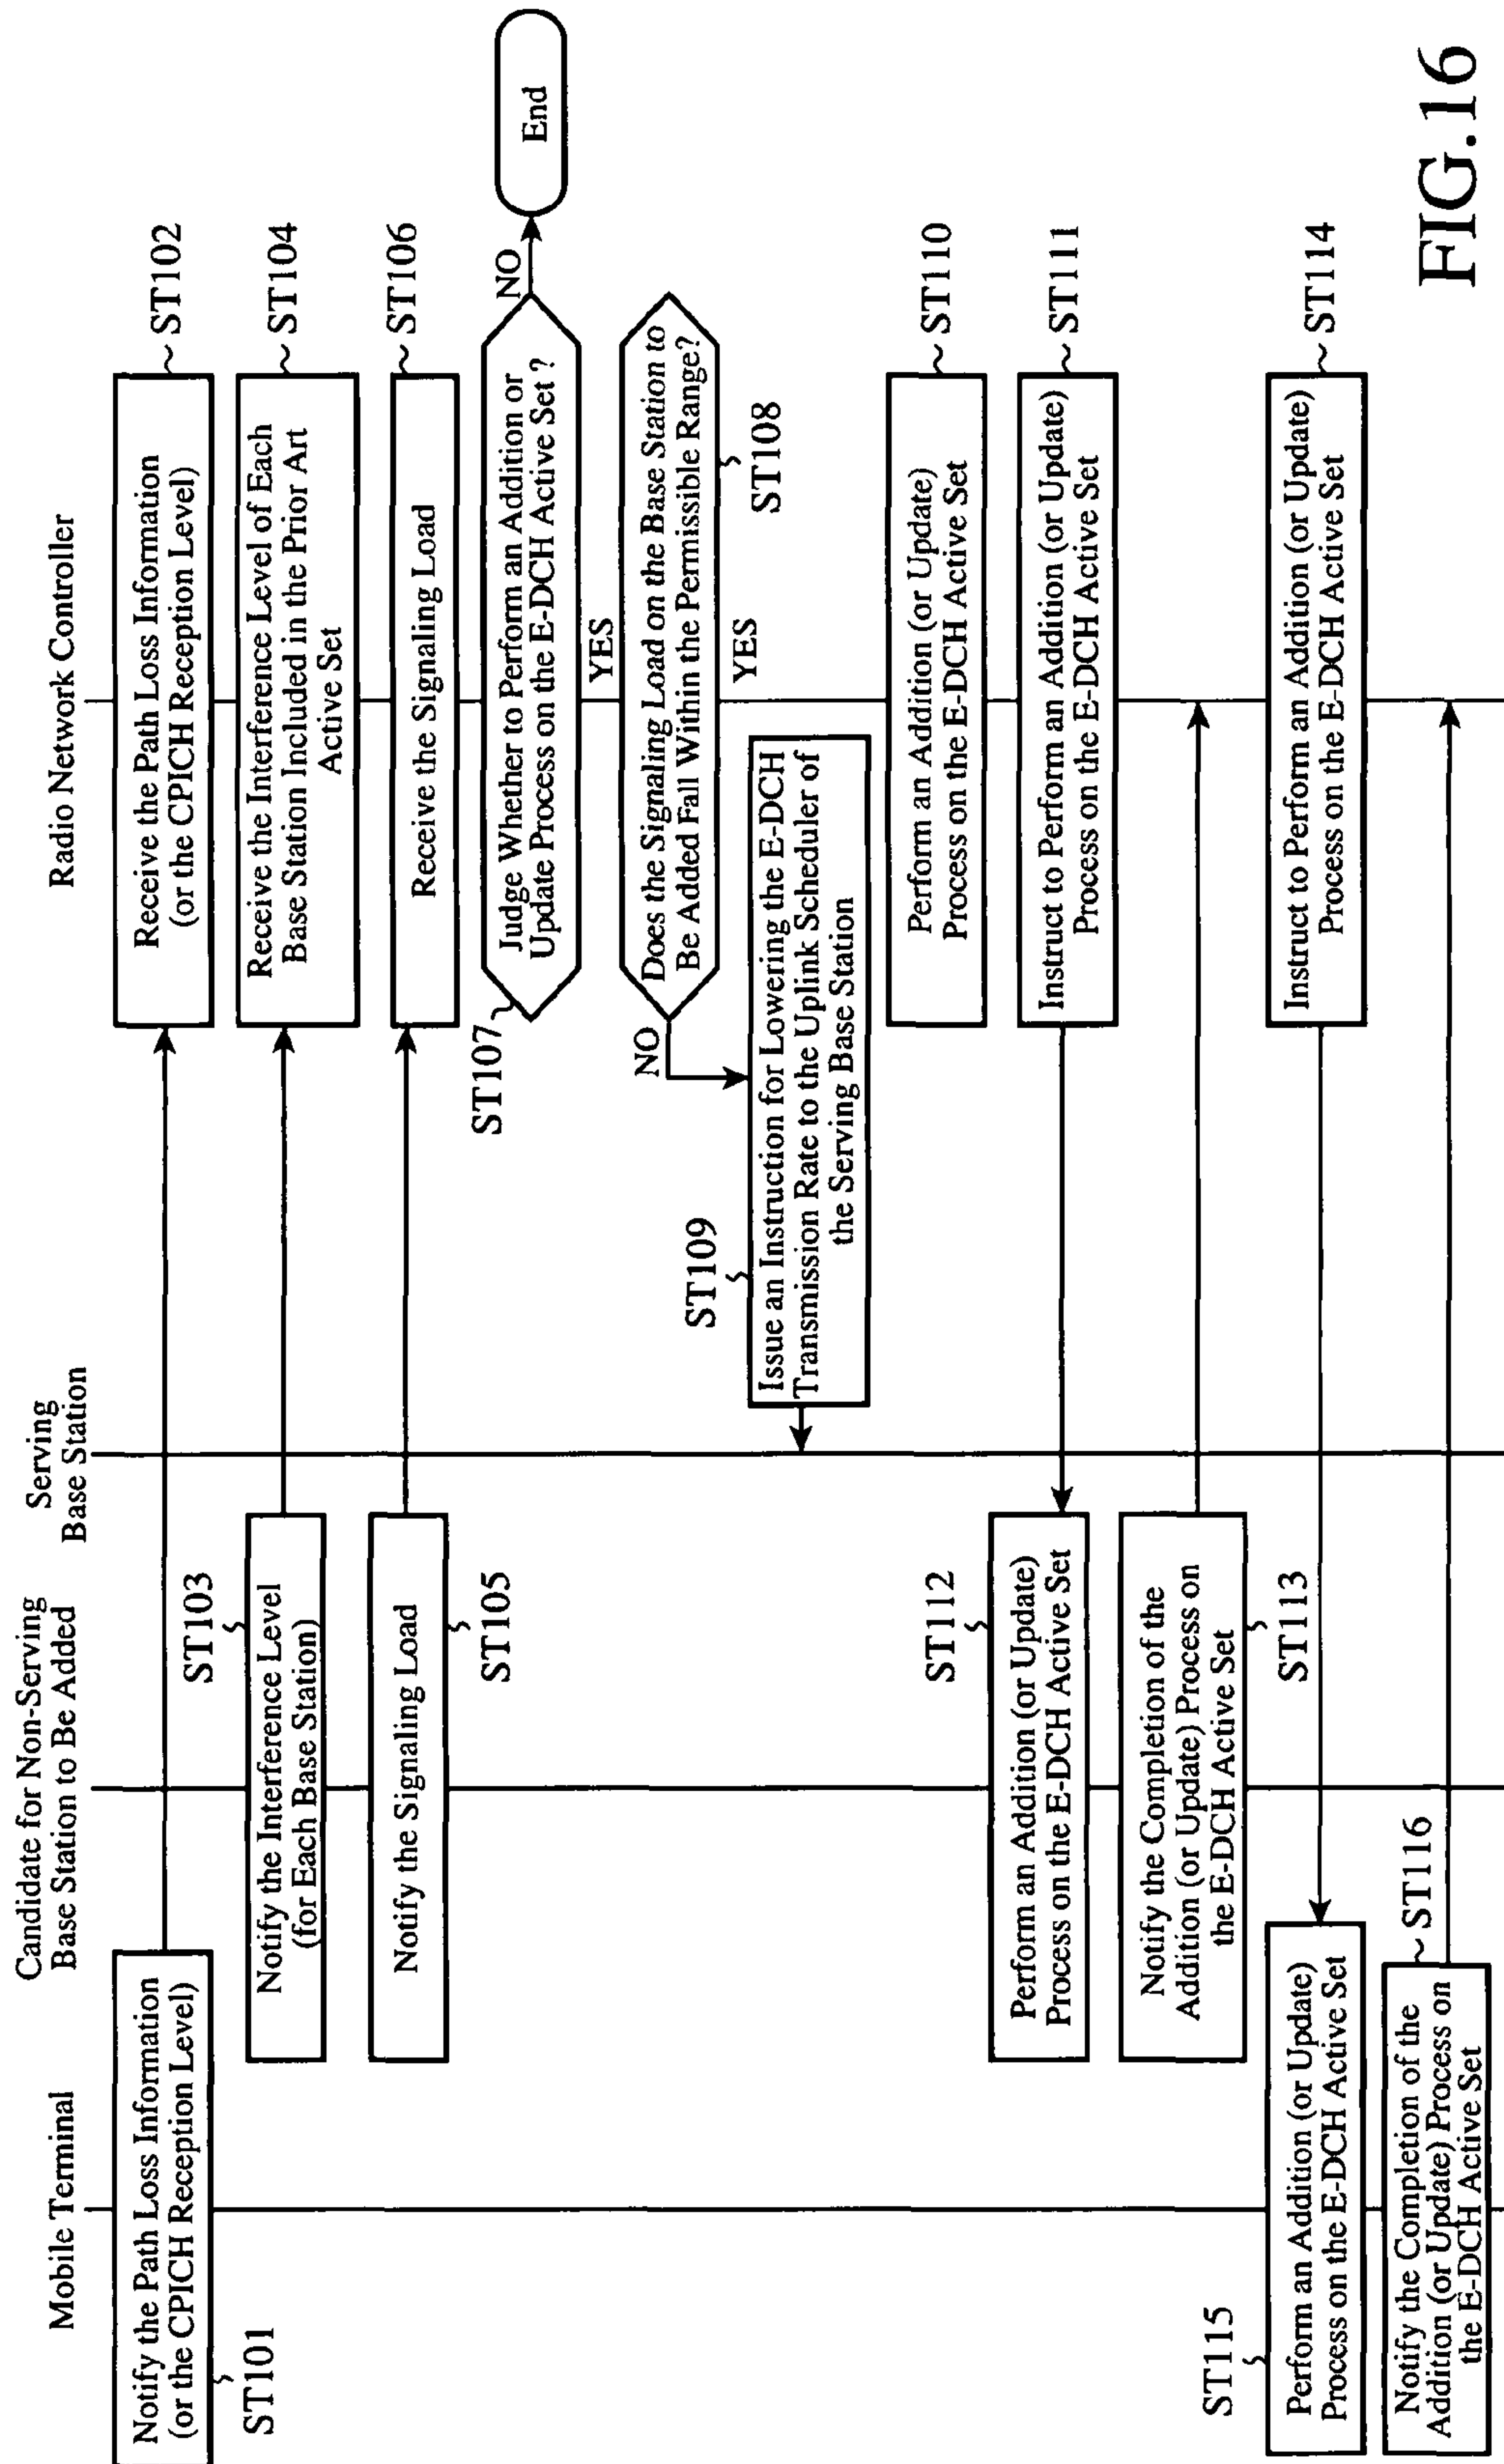 Mobile Terminal
Candidate for Non-Serving
Base Station to Be Added
Serving
Base Station
Radio Network Controller
Notify the Path Loss Information
(or the CPICH Reception Level)
ST101
Receive the Path Loss Information
(or the CPICH Reception Level)
ST102
ST103
Notify the Interference Level
(for Each Base Station)
Receive the Interference Level of Each
Base Station Included in the Prior Art
Active Set
ST104
Notify the Signaling Load
ST105
Receive the Signaling Load
ST106
ST107
Judge Whether to Perform an Addition or
Update Process on the E-DCH Active Set ?
NO
End
YES
Does the Signaling Load on the Base Station to
Be Added Fall Within the Permissible Range?
ST108
NO
YES
ST109
Issue an Instruction for Lowering the E-DCH
Transmission Rate to the Uplink Scheduler of
the Serving Base Station
Perform an Addition (or Update)
Process on the E-DCH Active Set
ST110
Instruct to Perform an Addition (or Update)
Process on the E-DCH Active Set
ST111
ST112
Perform an Addition (or Update)
Process on the E-DCH Active Set
Notify the Completion of the
Addition (or Update) Process on
the E-DCH Active Set
ST113
Instruct to Perform an Addition (or Update)
Process on the E-DCH Active Set
ST114
ST115
Perform an Addition (or Update)
Process on the E-DCH Active Set
Notify the Completion of the
Addition (or Update) Process on
the E-DCH Active Set
ST116
FIG.16